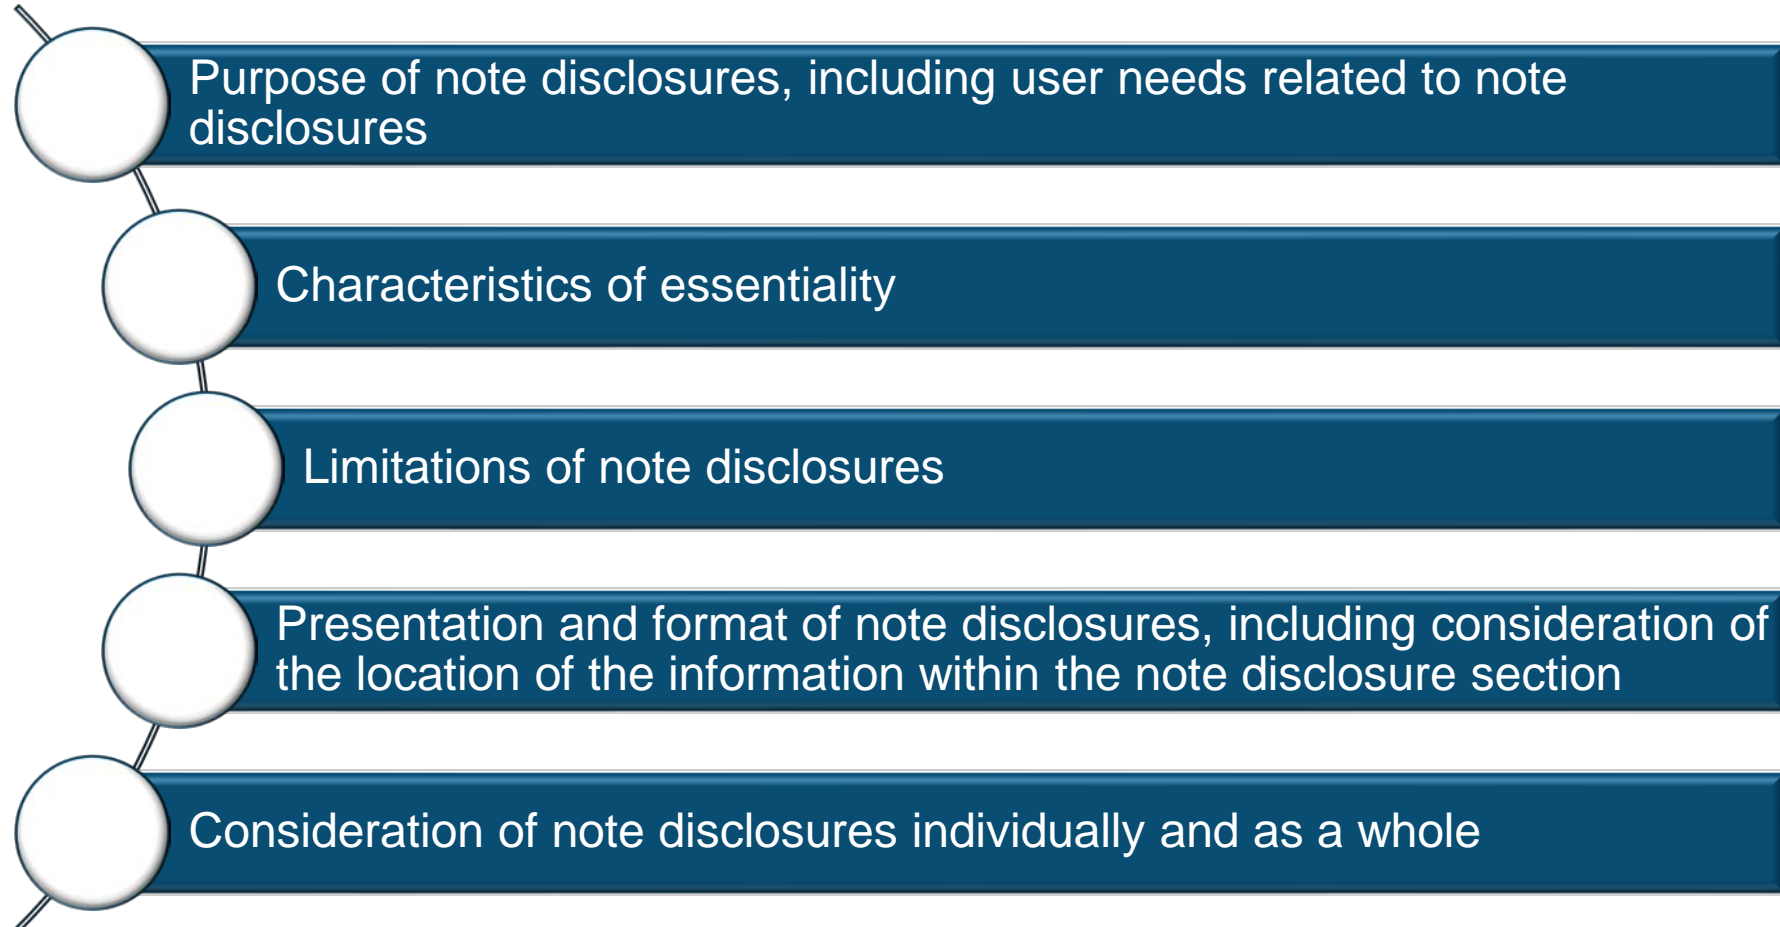 Purpose of note disclosures, including user needs related to note
disclosures
Characteristics of essentiality
Limitations of note disclosures
Presentation and format of note disclosures, including consideration of
the location of the information within the note disclosure section
Consideration of note disclosures individually and as a whole